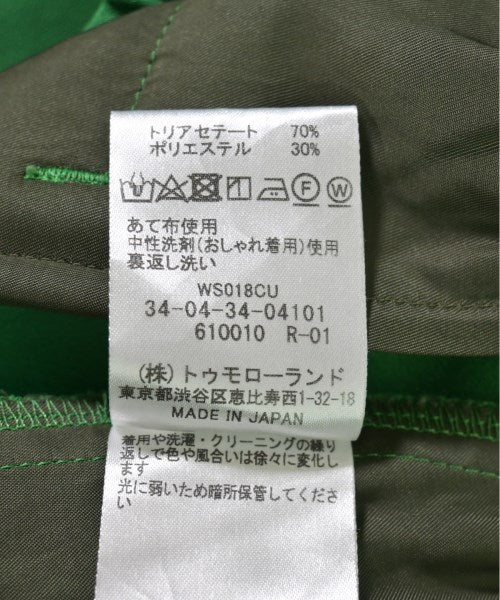 トリアセテート 70%
ポリエステル 30%
F W
あて布使用
中性洗剤(おしゃれ着用)使用
裏返し洗い
WS018CU
34-04-34-04101
610010 R-01
(株)トゥモローランド
東京都渋谷区恵比寿西1-32-18
MADE IN JAPAN
着用や洗濯・クリーニングの繰り
返しで色や風合いは徐々に変化し
ます
光に弱いため暗所保管してくださ
い